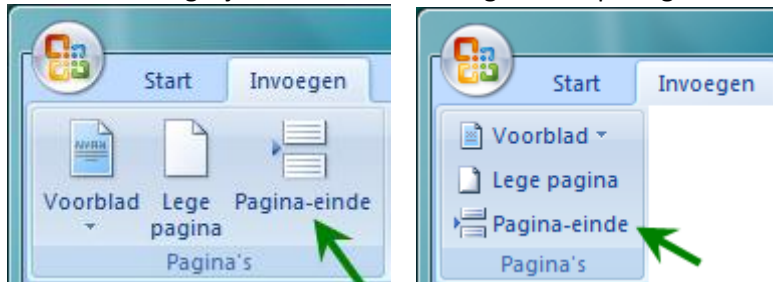 Start Invoegen
Voorblad Lege pagina Pagina-einde
Pagina's
Start Invoegen
Voorblad
Lege pagina
Pagina-einde
Pagina's